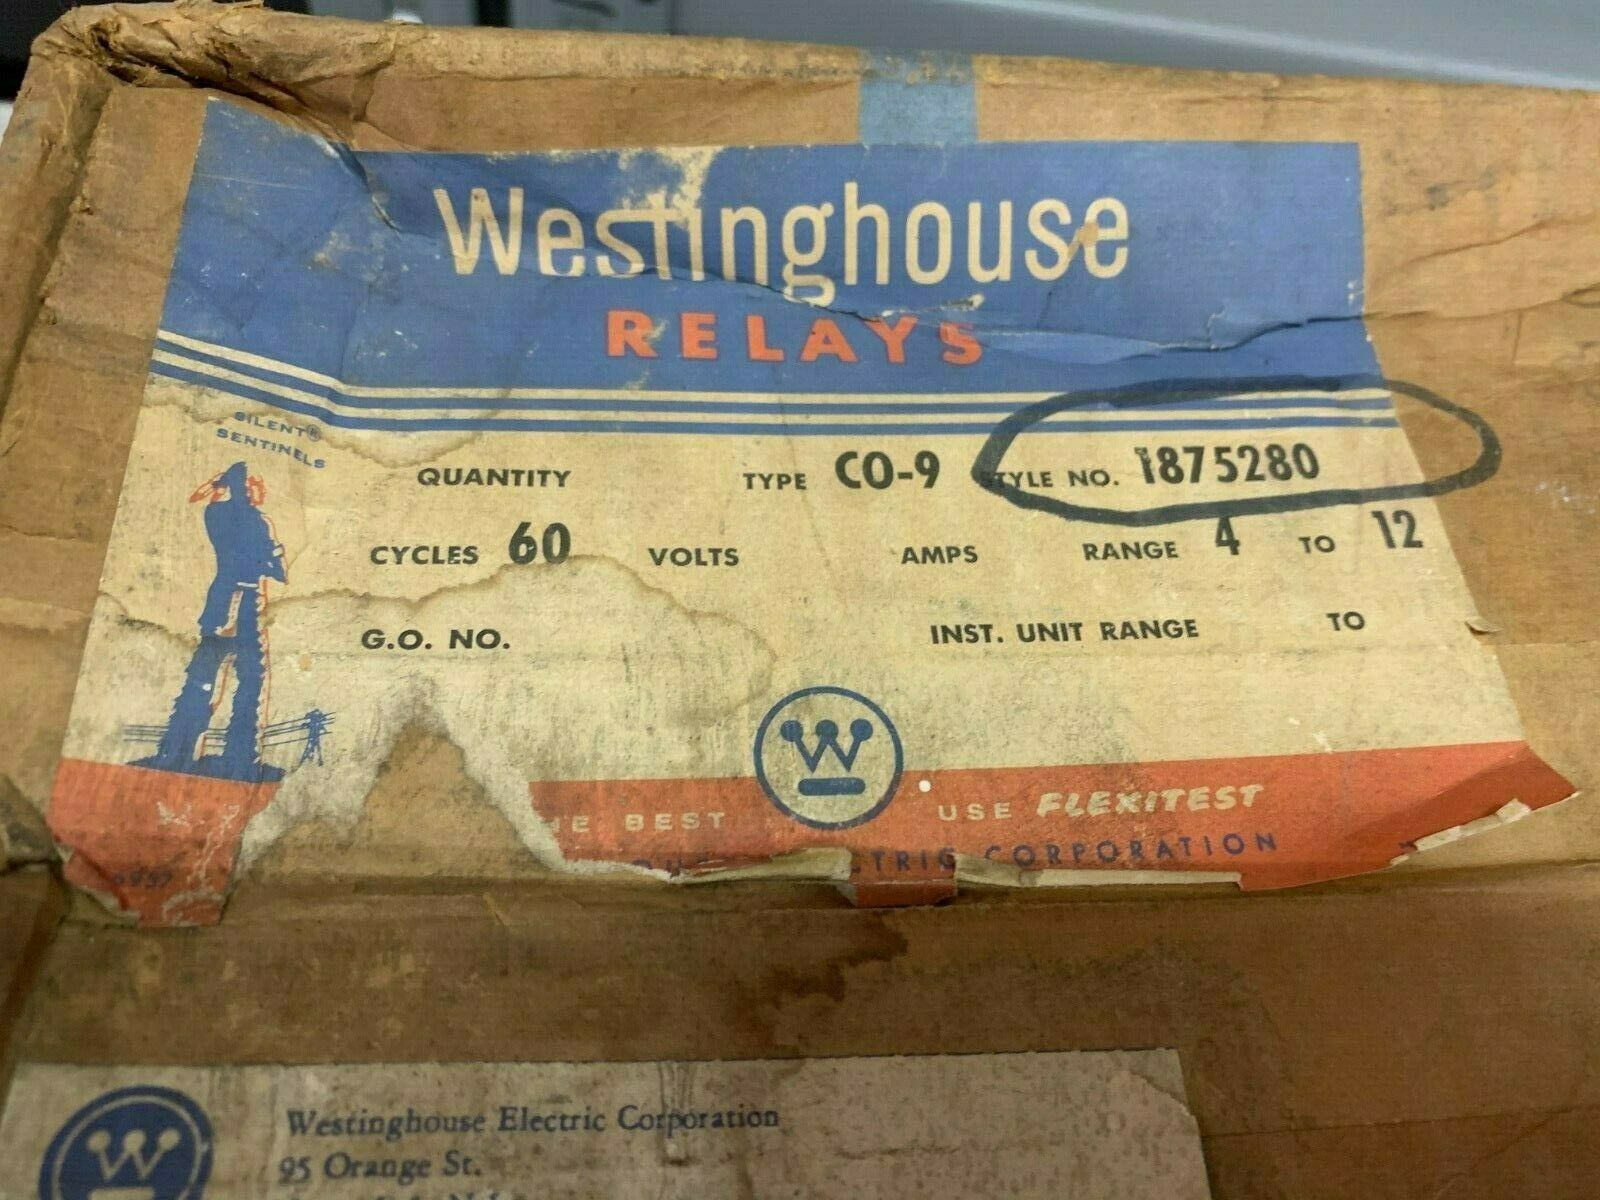 Westinghouse
RELAYS
SILENT®
SENTINELS
QUANTITY TYPE CO-9 STYLE NO. 1875280
CYCLES 60 VOLTS AMPS RANGE 4 TO 12
G.O. NO. INST. UNIT RANGE TO
W
BEST USE FLEXITEST
CORPORATION
W
Westinghouse Electric Corporation
95 Orange St.